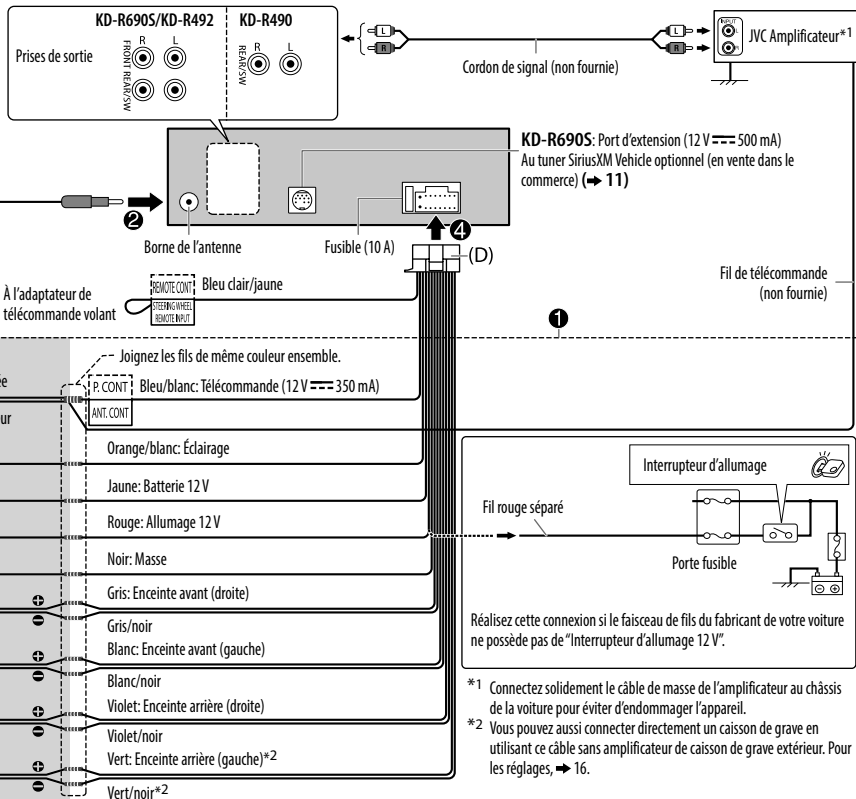 KD-R690S/KD-R492
KD-R490
Prises de sortie
R L
FRONT REAR/SW
R L
REAR/SW
L
R
Cordon de signal (non fournie)
L
R
INPUT
L
R
JVC Amplificateur*1
KD-R690S: Port d'extension (12 V ⎓ 500 mA)
Au tuner SiriusXM Vehicle optionnel (en vente dans le
commerce) (➜ 11)
❷
Borne de l'antenne
Fusible (10 A)
❹
(D)
Fil de télécommande
(non fournie)
À l'adaptateur de
télécommande volant
REMOTE CONT
STEERING WHEEL
REMOTE INPUT
Bleu clair/jaune
❶
Joignez les fils de même couleur ensemble.
ée
ur
P. CONT
ANT. CONT
Bleu/blanc: Télécommande (12 V ⎓ 350 mA)
Orange/blanc: Éclairage
Jaune: Batterie 12 V
Rouge: Allumage 12 V
Noir: Masse
Gris: Enceinte avant (droite)
Gris/noir
Blanc: Enceinte avant (gauche)
Blanc/noir
Violet: Enceinte arrière (droite)
Violet/noir
Vert: Enceinte arrière (gauche)*2
Vert/noir*2
Interrupteur d'allumage
Fil rouge séparé
Porte fusible
Réalisez cette connexion si le faisceau de fils du fabricant de votre voiture
ne possède pas de “Interrupteur d'allumage 12 V”.
*1 Connectez solidement le câble de masse de l'amplificateur au châssis
de la voiture pour éviter d'endommager l'appareil.
*2 Vous pouvez aussi connecter directement un caisson de grave en
utilisant ce câble sans amplificateur de caisson de grave extérieur. Pour
les réglages, ➜ 16.